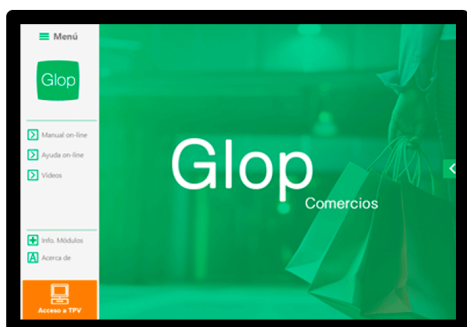 Menú
Glop
Manual on-line
Ayuda on-line
Videos
Info. Módulos
Acerca de
Acceso a TPV
Glop
Comercios